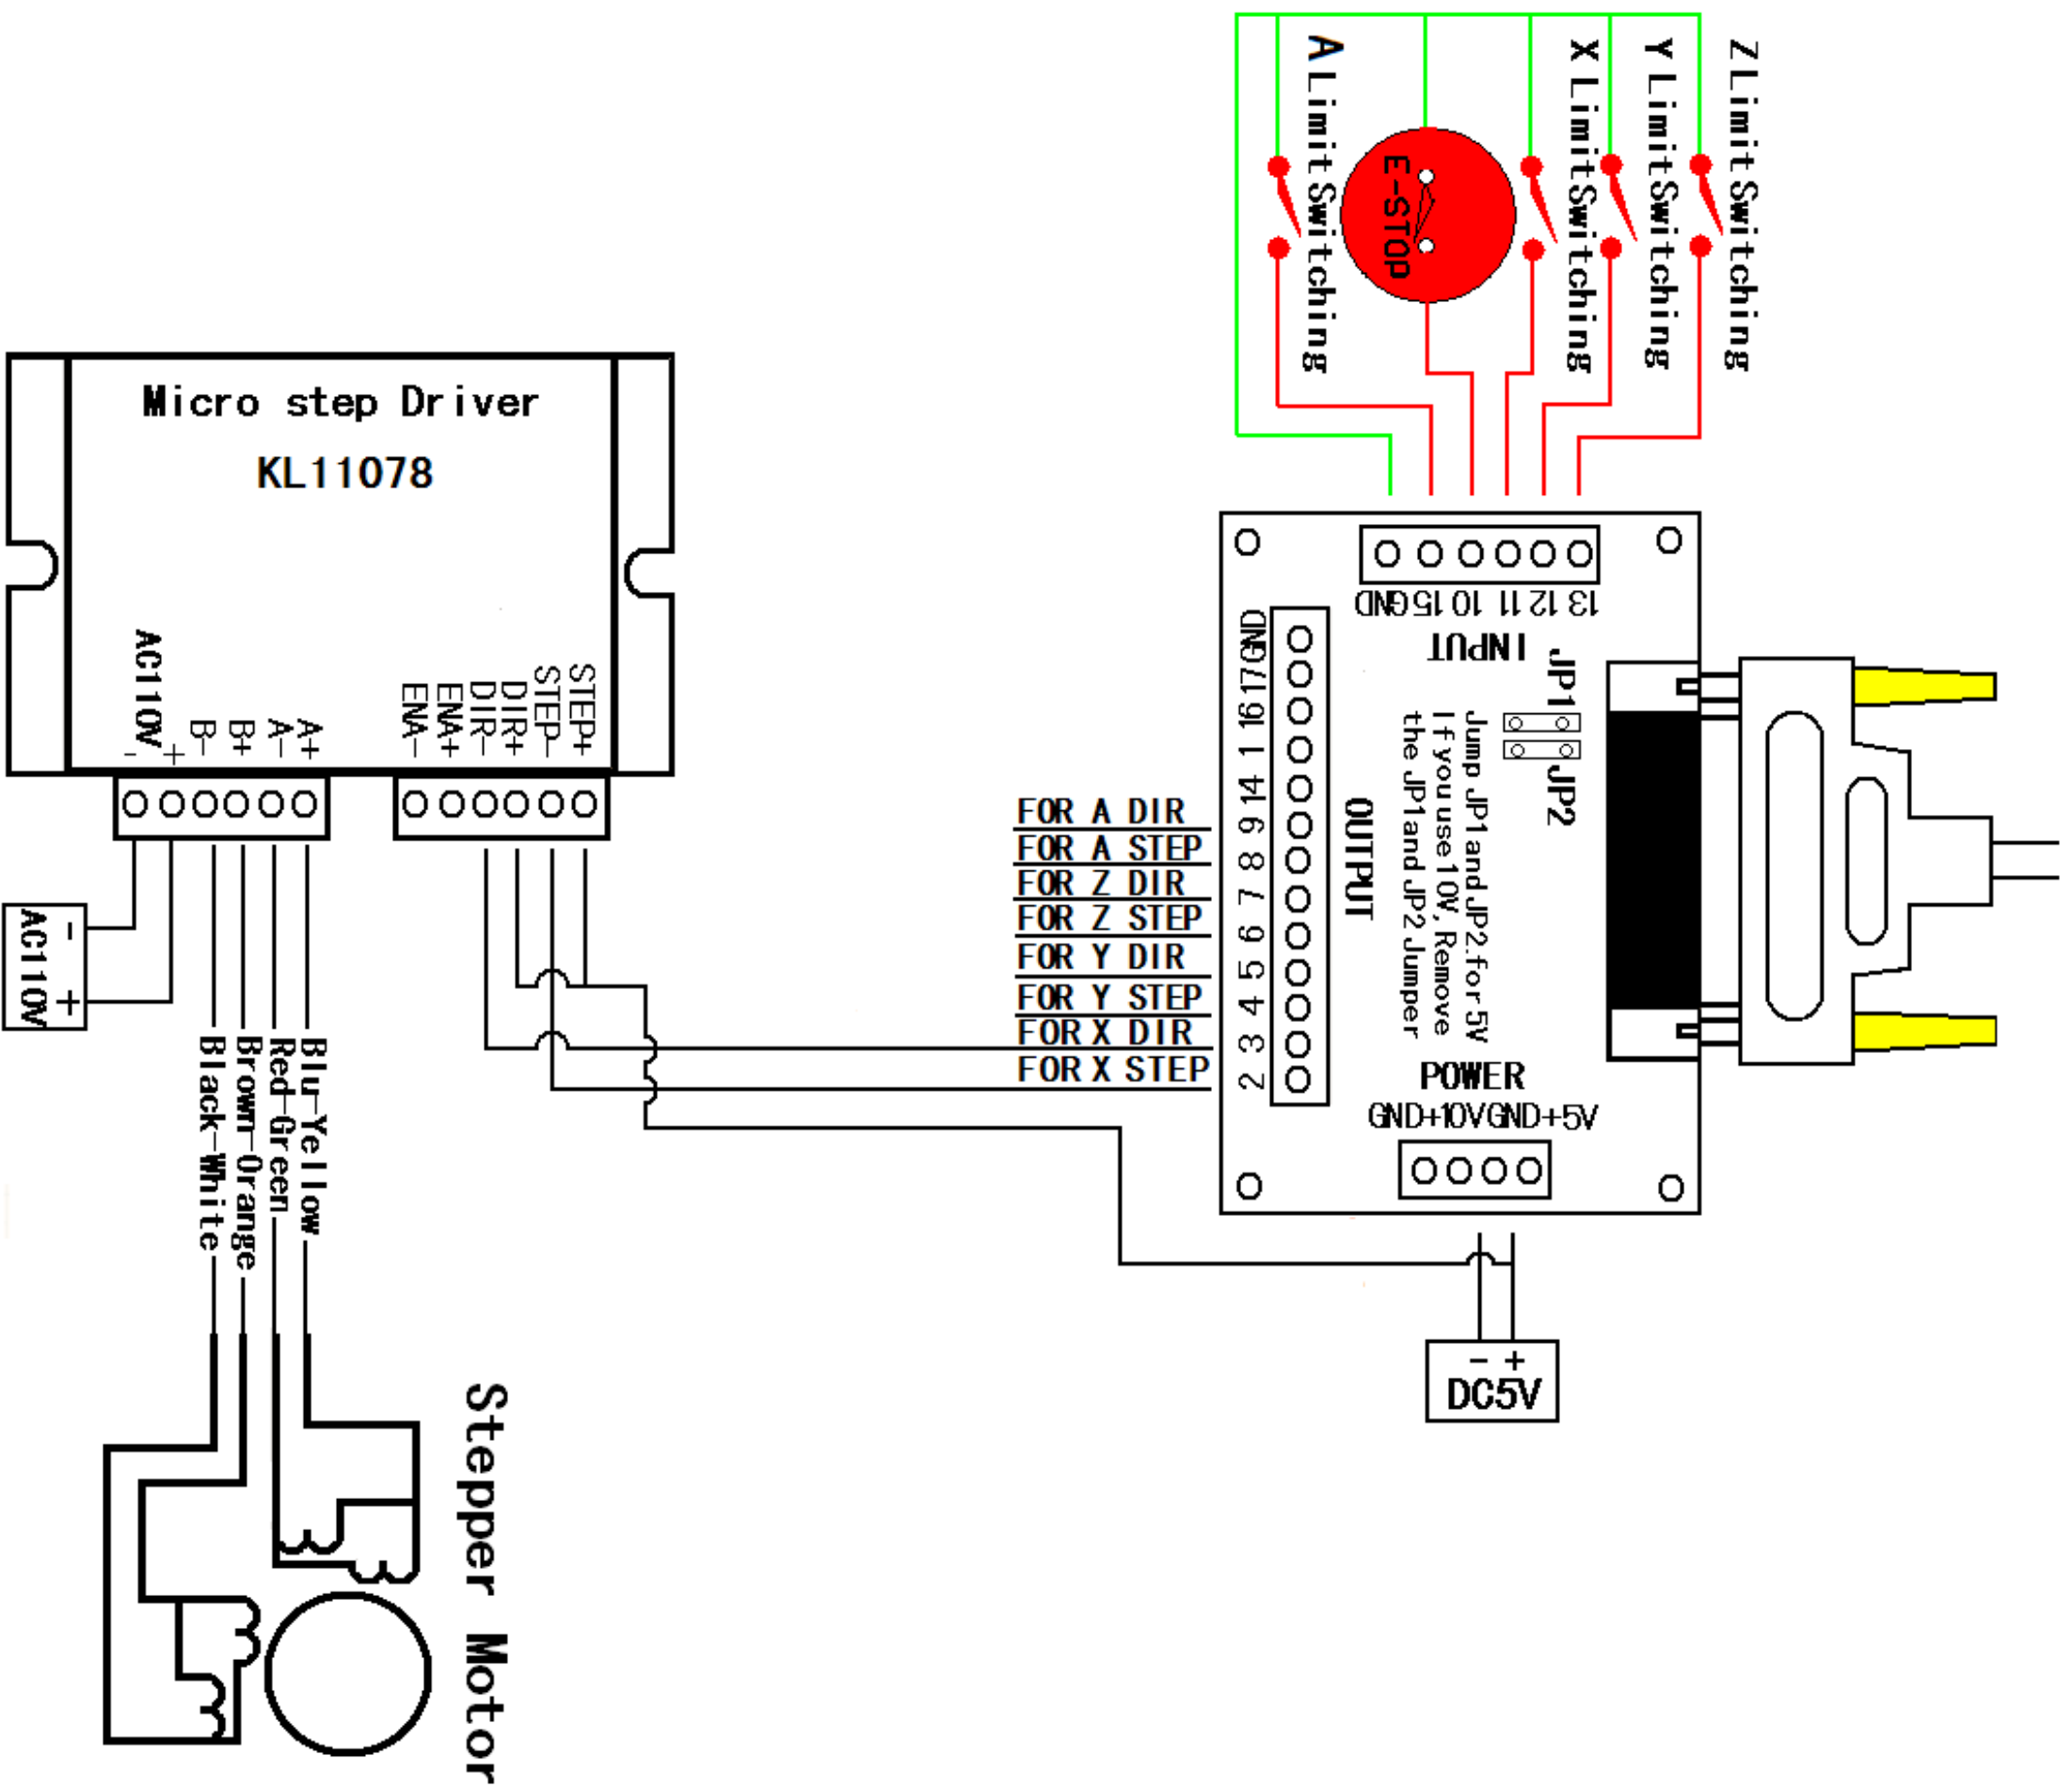 A Limit Switching
E-STOP
X Limit Switching
Y Limit Switching
Z Limit Switching
Micro step Driver
KL11078
AC110V
-
+
B-
B+
A-
A+
ENA-
ENA+
DIR-
DIR+
STEP-
STEP+
AC110V
-
+
Black-White
Brown-Orange
Red-Green
Blu-Yellow
Stepper Motor
FOR A DIR
FOR A STEP
FOR Z DIR
FOR Z STEP
FOR Y DIR
FOR Y STEP
FOR X DIR
FOR X STEP
GND 15 10 11 12 13
INPUT
2 3 4 5 6 7 8 9 14 1 16 17 GND
OUTPUT
JP1
JP2
Jump JP1 and JP2.for 5V
If you use 10V, Remove
the JP1 and JP2 Jumper
POWER
GND+10V GND+5V
- +
DC5V